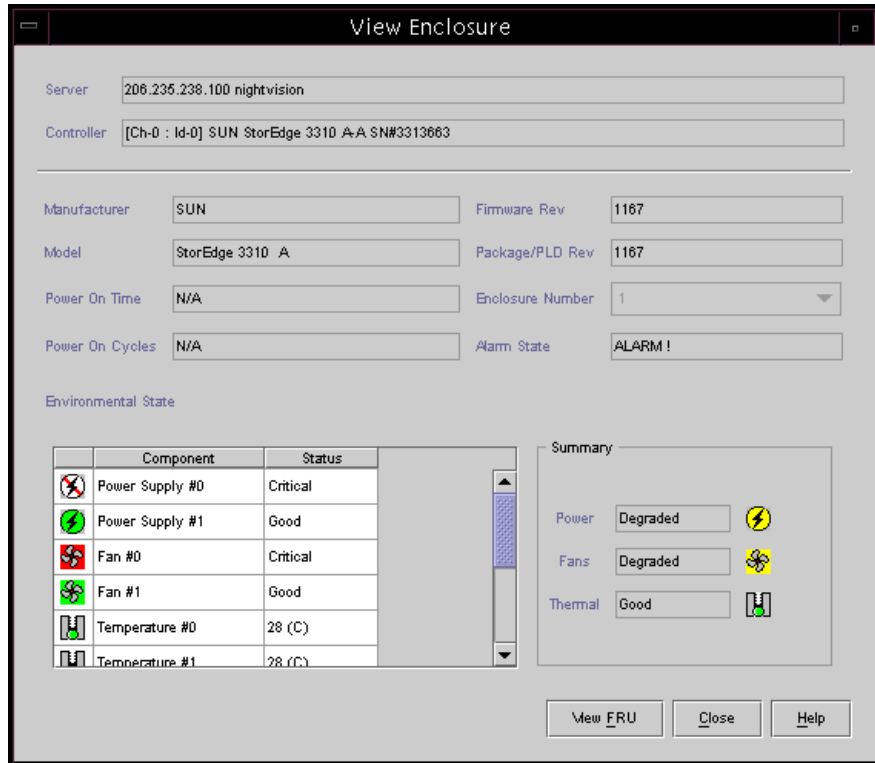 View Enclosure
Server 206.235.238.100 nightvision
Controller [Ch-0 : Id-0] SUN StorEdge 3310 A-A SN#3313663
Manufacturer SUN Firmware Rev 1167
Model StorEdge 3310 A Package/PLD Rev 1167
Power On Time N/A Enclosure Number 1
Power On Cycles N/A Alarm State ALARM !
Environmental State
Component Status
Power Supply #0 Critical
Power Supply #1 Good
Fan #0 Critical
Fan #1 Good
Temperature #0 28 (C)
Temperature #1 28 (C)
Summary
Power Degraded
Fans Degraded
Thermal Good
View FRU Close Help